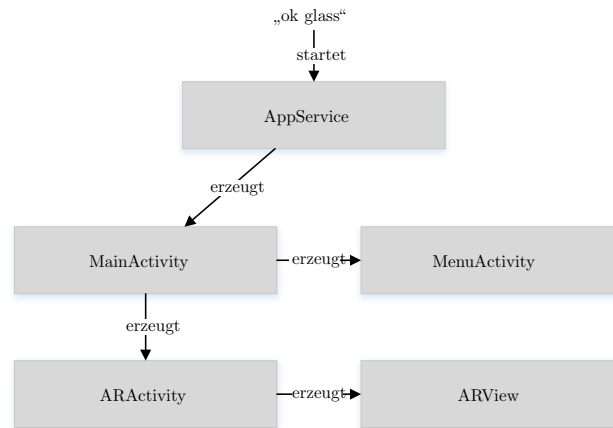 „ok glass“
startet
AppService
erzeugt
MainActivity
erzeugt
MenuActivity
erzeugt
ARActivity
erzeugt
ARView